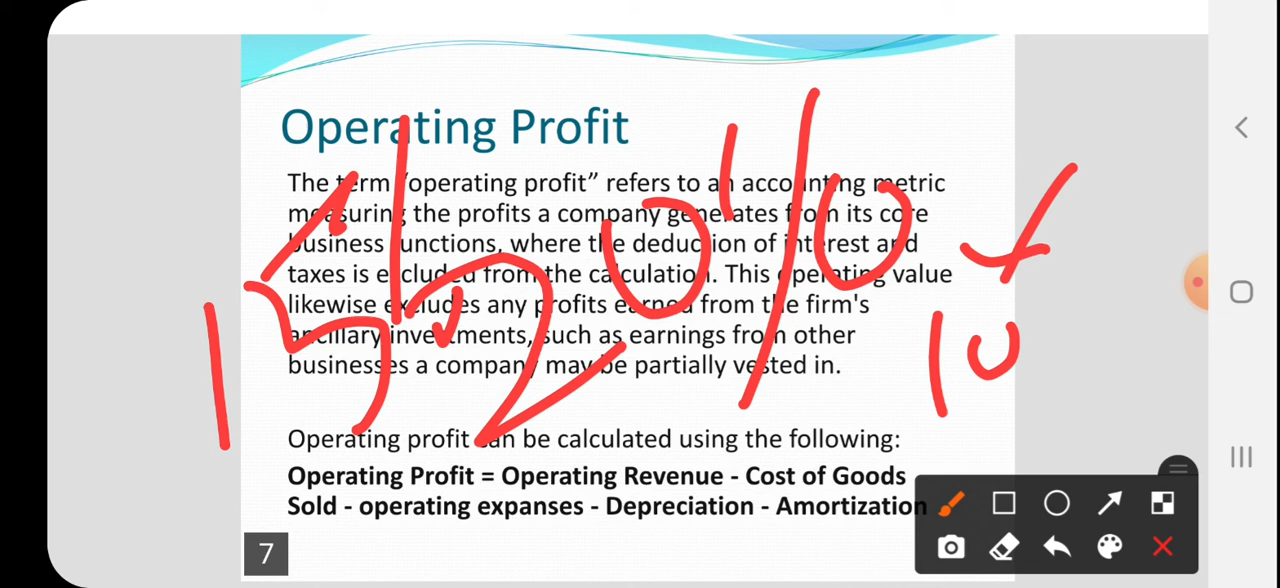 Operating Profit
The term “operating profit” refers to an accounting metric
measuring the profits a company generates from its core
business functions, where the deduction of interest and
taxes is excluded from the calculation. This operating value
likewise excludes any profits earned from the firm's
ancillary investments, such as earnings from other
businesses a company may be partially vested in.
Operating profit can be calculated using the following:
Operating Profit = Operating Revenue - Cost of Goods
Sold - operating expanses - Depreciation - Amortization
7